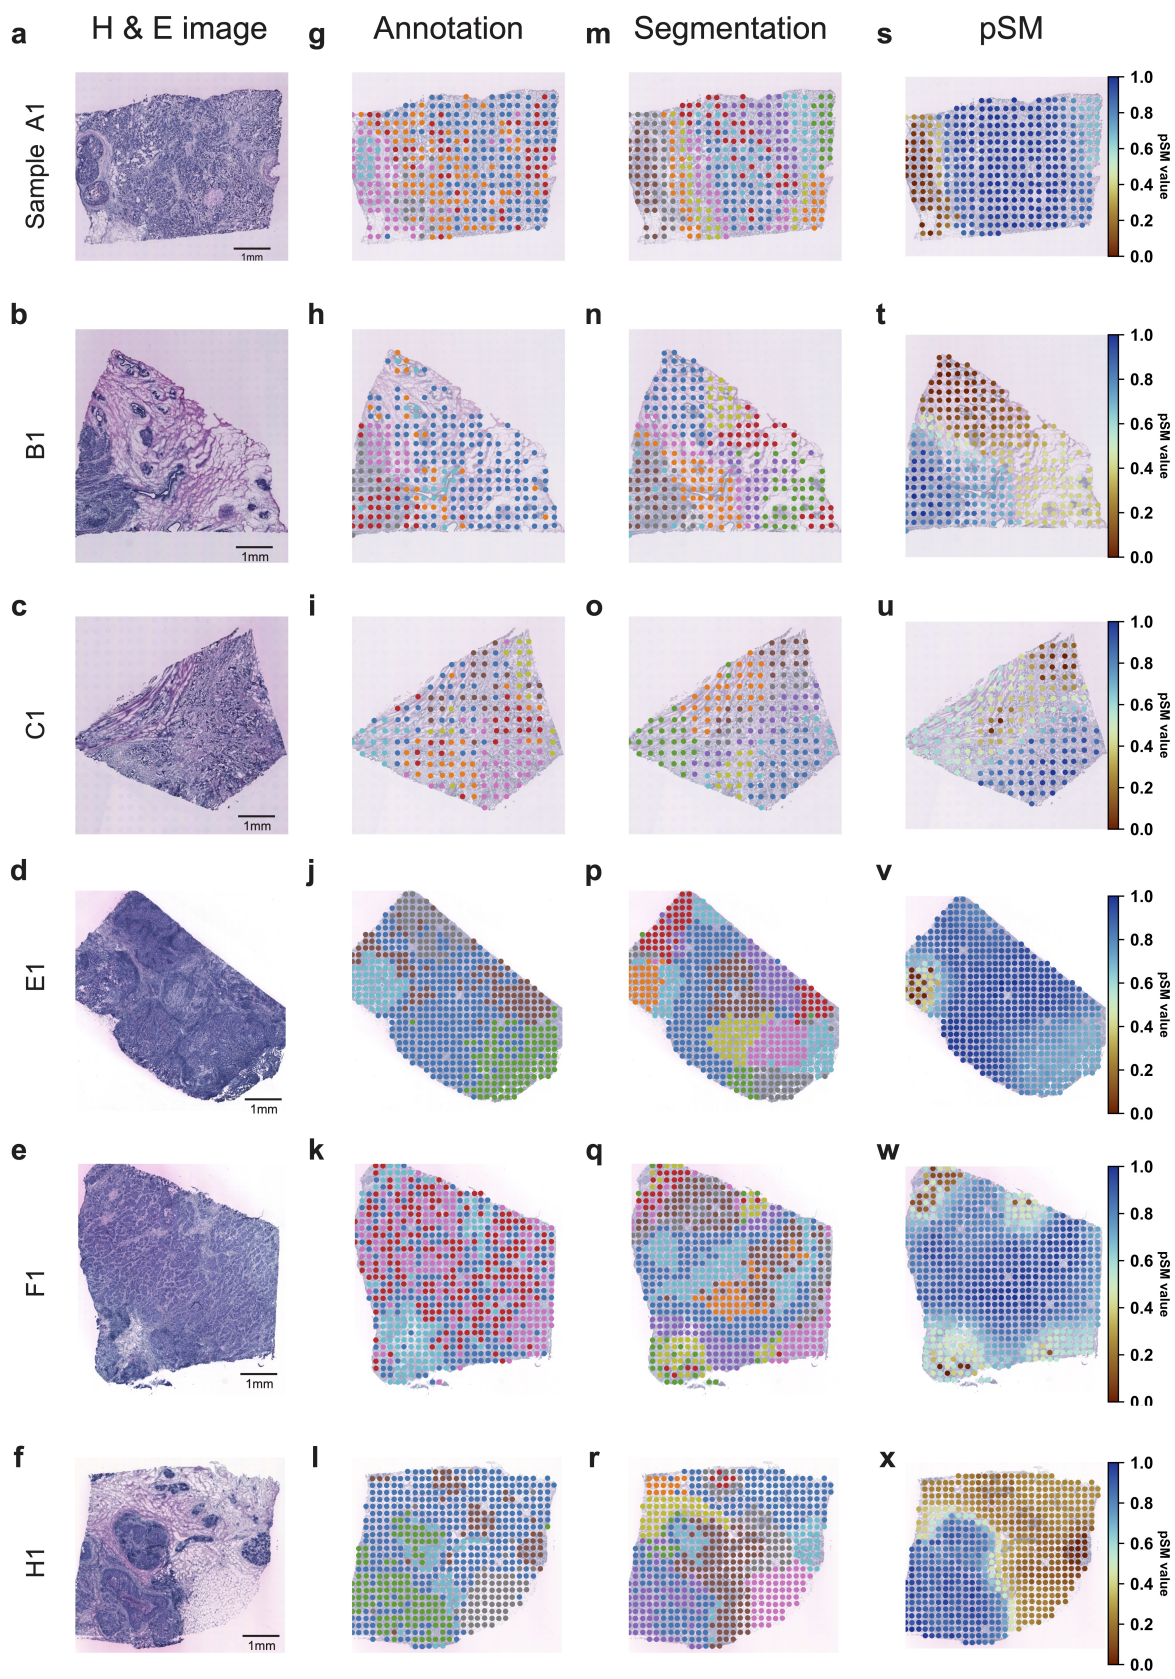 a H & E image g Annotation m Segmentation s pSM
Sample A1
1mm
1.0
0.8
0.6
0.4
0.2
0.0
pSM value
b h n t
B1
1mm
1.0
0.8
0.6
0.4
0.2
0.0
pSM value
c i o u
C1
1mm
1.0
0.8
0.6
0.4
0.2
0.0
pSM value
d j p v
E1
1mm
1.0
0.8
0.6
0.4
0.2
0.0
pSM value
e k q w
F1
1mm
1.0
0.8
0.6
0.4
0.2
0.0
pSM value
f l r x
H1
1mm
1.0
0.8
0.6
0.4
0.2
0.0
pSM value